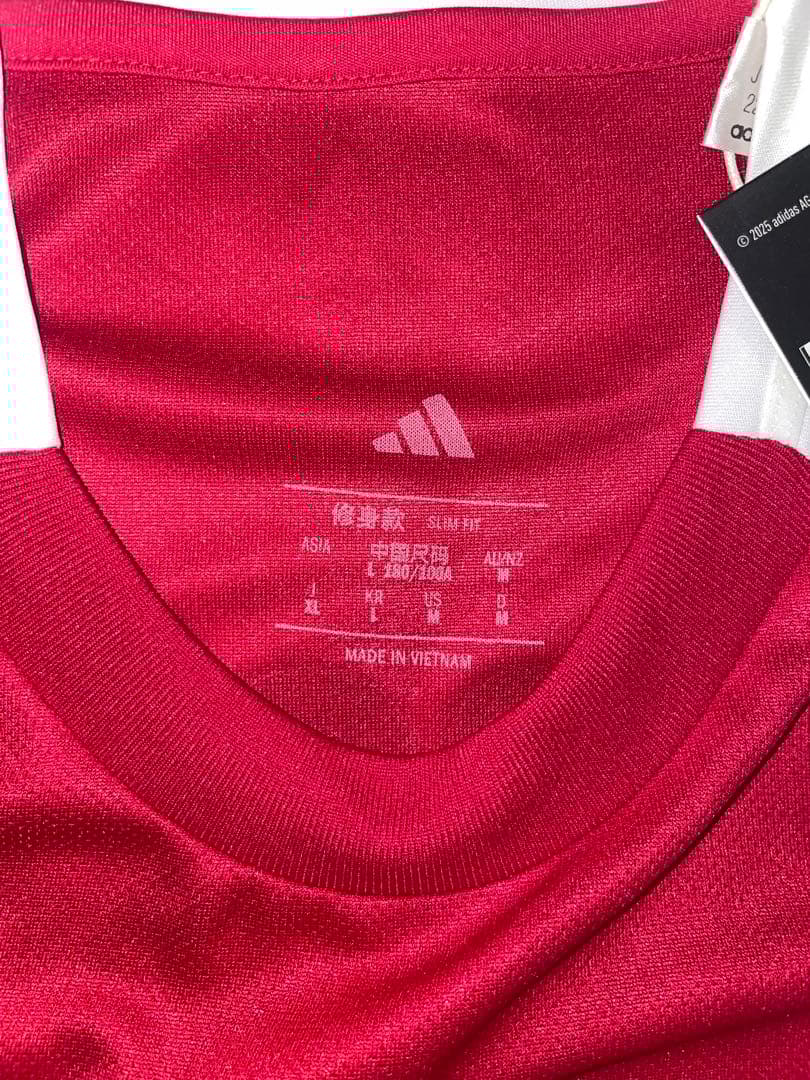 © 2025 adidas AG
修身款 SLIM FIT
ASIA 中国尺码 AU/NZ
L 180/100A M
J KR US D
XL L M M
MADE IN VIETNAM